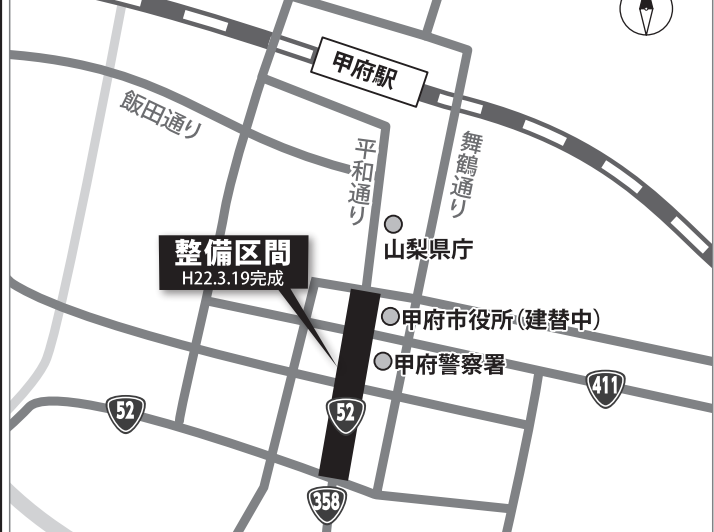 甲府駅
飯田通り
平和通り
舞鶴通り
山梨県庁
整備区間
H22.3.19完成
甲府市役所(建替中)
甲府警察署
411
52
52
358